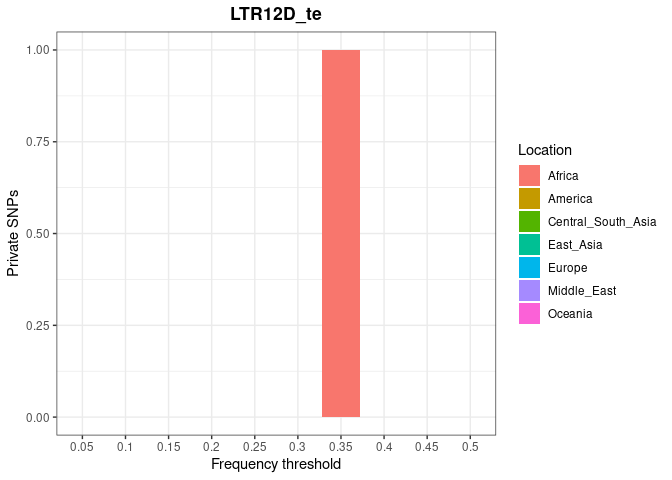 LTR12D_te
1.00
0.75
0.50
0.25
0.00
Private SNPs
0.05 0.1 0.15 0.2 0.25 0.3 0.35 0.4 0.45 0.5
Frequency threshold
Location
Africa
America
Central_South_Asia
East_Asia
Europe
Middle_East
Oceania